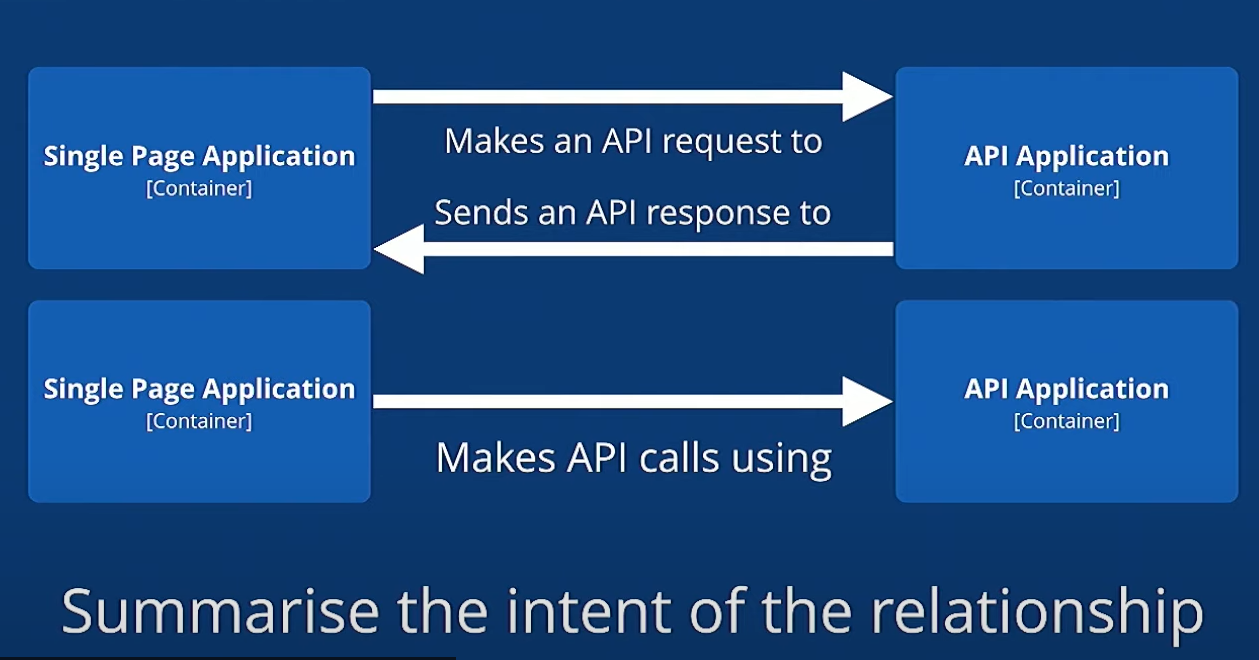 Single Page Application
[Container]
Makes an API request to
Sends an API response to
API Application
[Container]
Single Page Application
[Container]
Makes API calls using
API Application
[Container]
Summarise the intent of the relationship